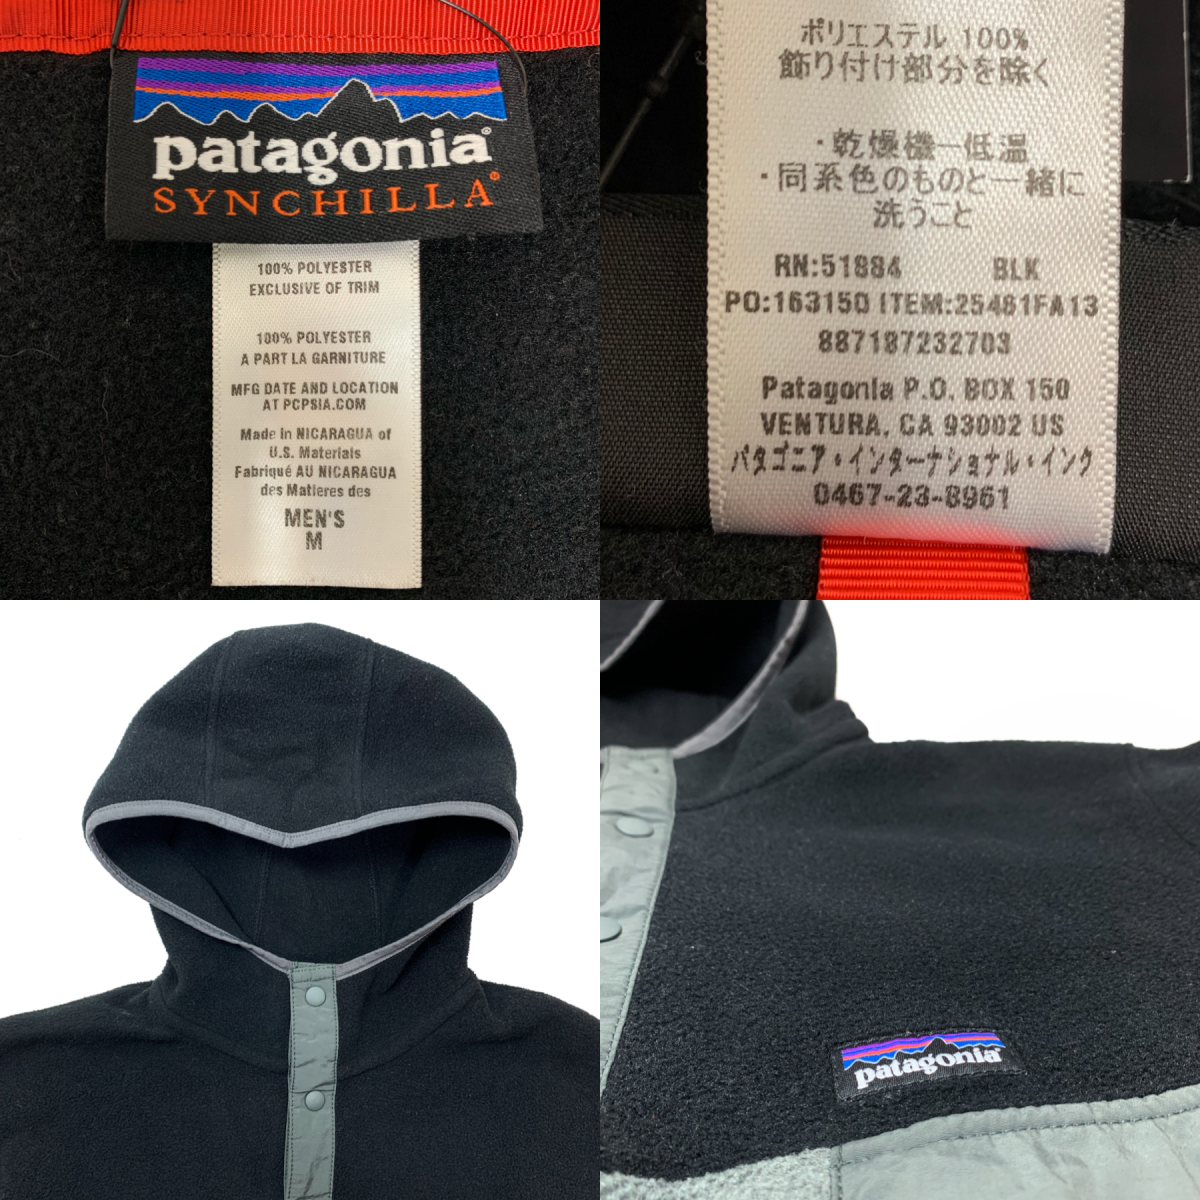 patagonia®
SYNCHILLA®
100% POLYESTER
EXCLUSIVE OF TRIM
100% POLYESTER
A PART LA GARNITURE
MFG DATE AND LOCATION
AT PCPSIA.COM
Made in NICARAGUA of
U.S. Materials
Fabriqué AU NICARAGUA
des Matieres des
MEN'S
M
ポリエステル 100%
飾り付け部分を除く
・乾燥機一低温
・同系色のものと一緒に
洗うこと
RN:51884 BLK
PO:163150 ITEM:25461FA13
887187232703
Patagonia P.O. BOX 150
VENTURA, CA 93002 US
パタゴニア・インターナショナル・インク
0467-23-8961
patagonia®